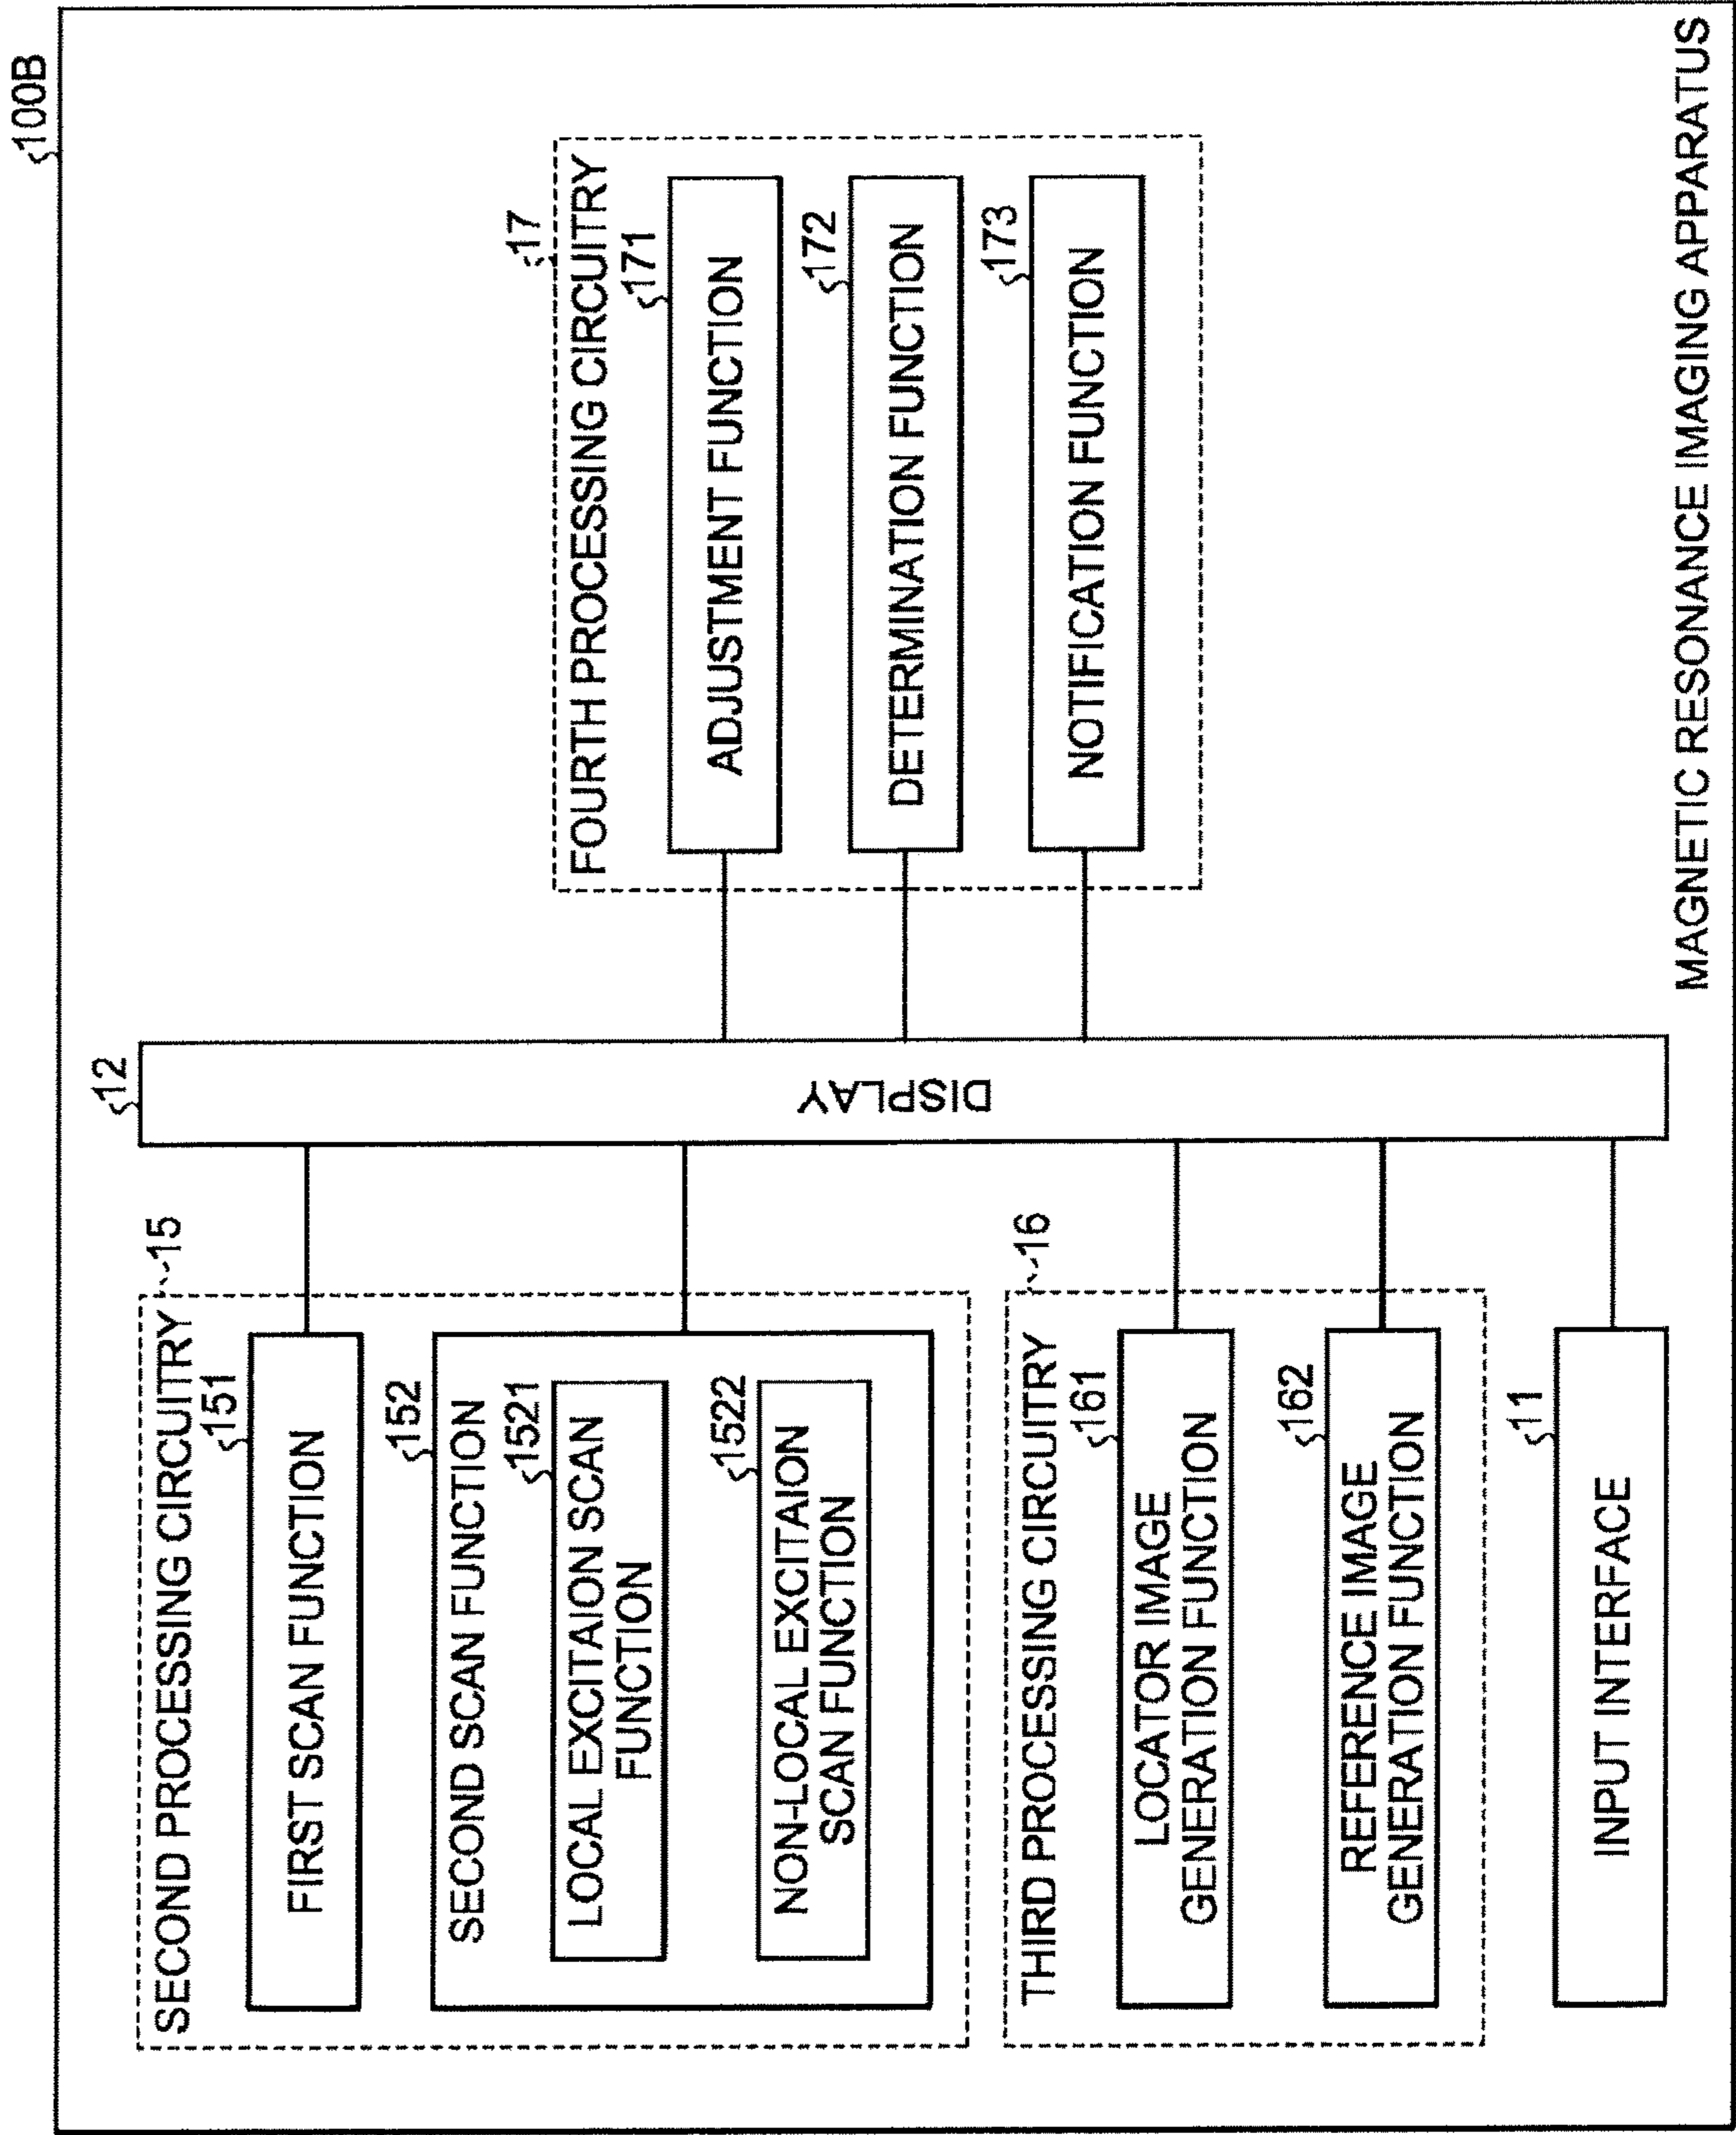 100B
SECOND PROCESSING CIRCUITRY
15
151
FIRST SCAN FUNCTION
152
SECOND SCAN FUNCTION
1521
LOCAL EXCITAION SCAN
FUNCTION
1522
NON-LOCAL EXCITAION
SCAN FUNCTION
THIRD PROCESSING CIRCUITRY
16
161
LOCATOR IMAGE
GENERATION FUNCTION
162
REFERENCE IMAGE
GENERATION FUNCTION
11
INPUT INTERFACE
12
DISPLAY
17
FOURTH PROCESSING CIRCUITRY
171
ADJUSTMENT FUNCTION
172
DETERMINATION FUNCTION
173
NOTIFICATION FUNCTION
MAGNETIC RESONANCE IMAGING APPARATUS